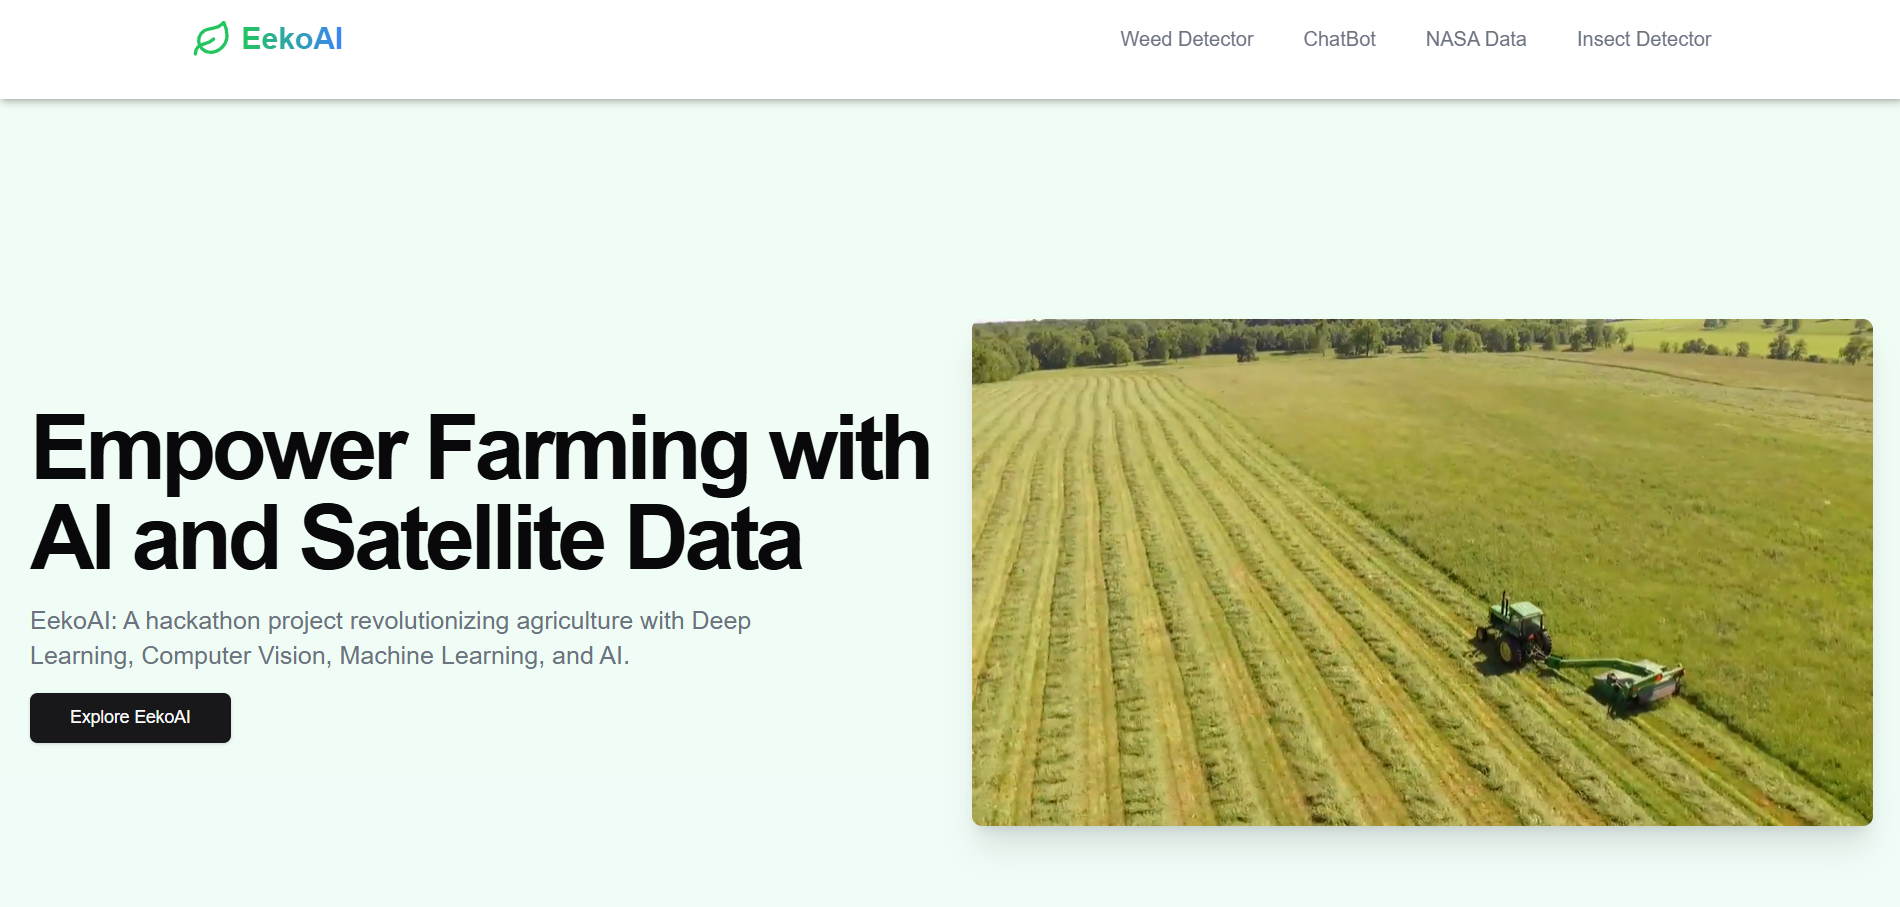 EekoAI
Weed Detector
ChatBot
NASA Data
Insect Detector
Empower Farming with
AI and Satellite Data
EekoAI: A hackathon project revolutionizing agriculture with Deep
Learning, Computer Vision, Machine Learning, and AI.
Explore EekoAI